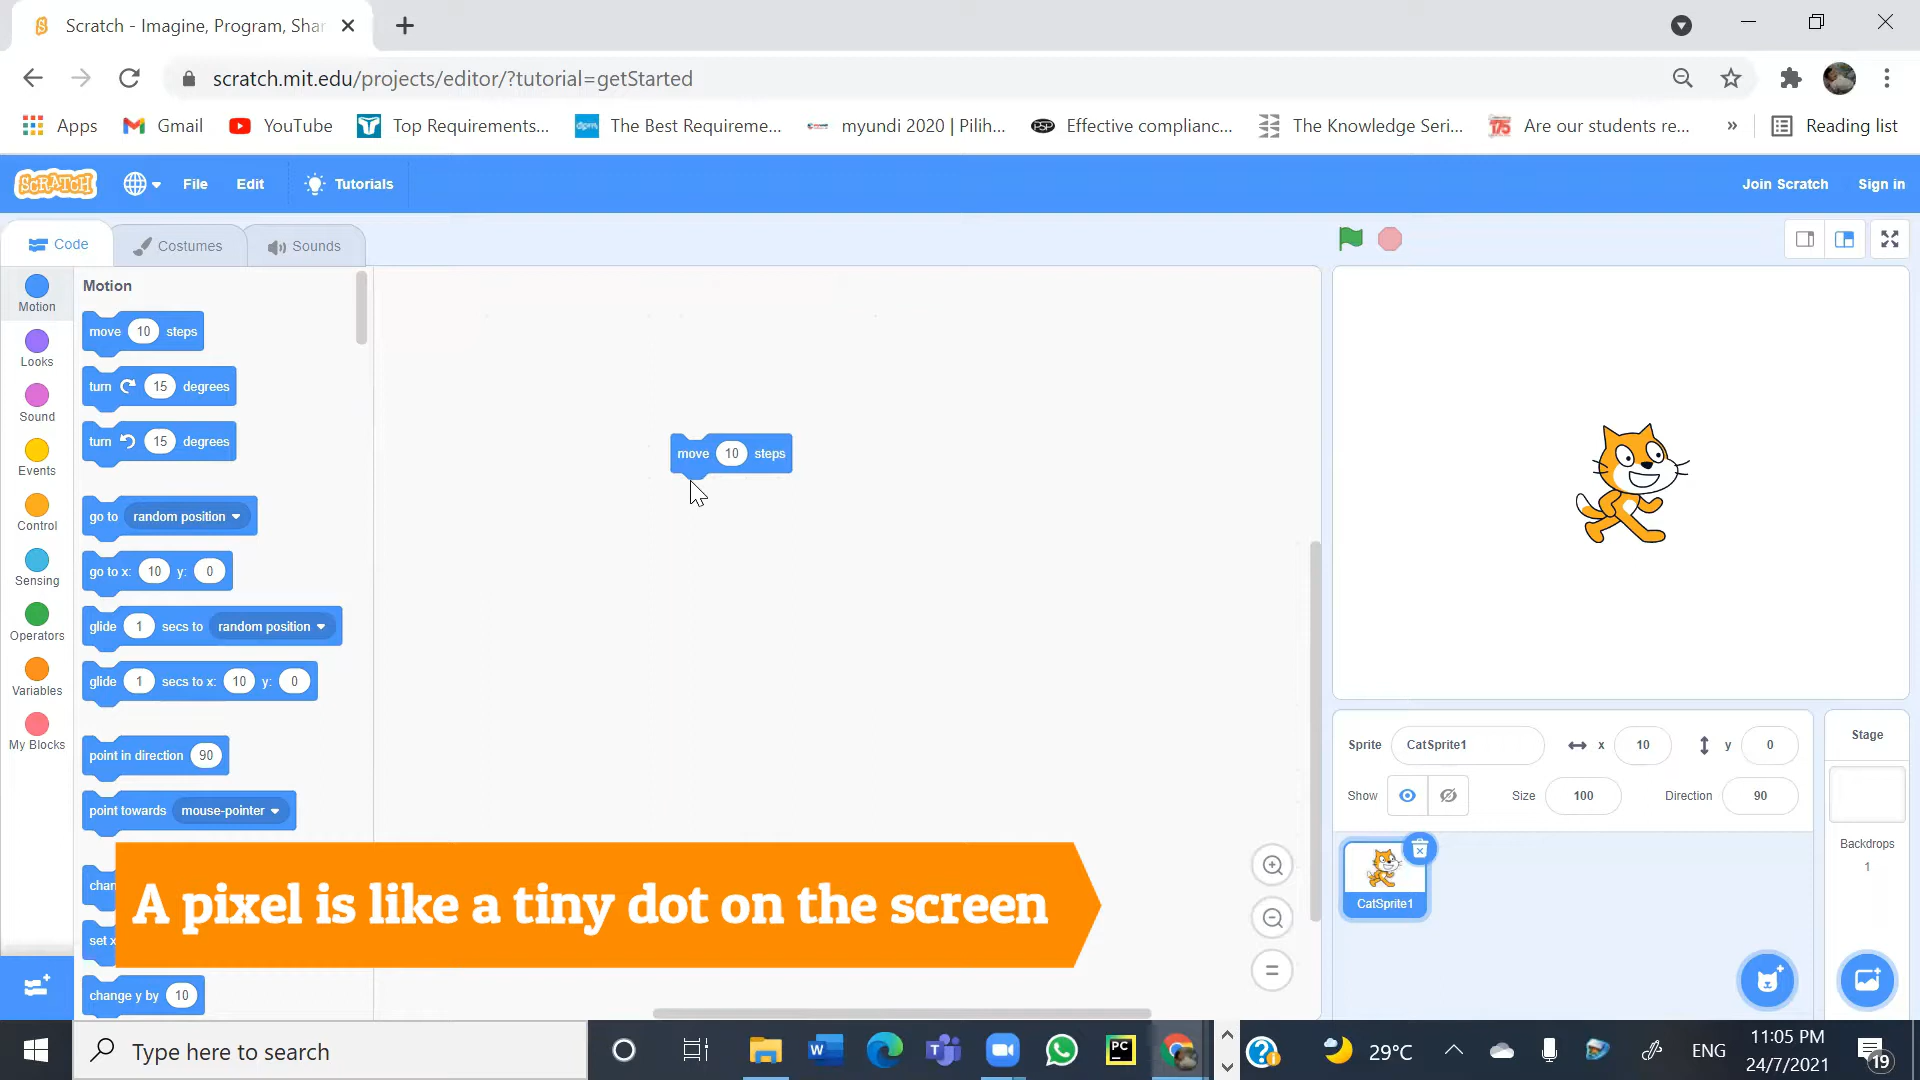 Scratch - Imagine, Program, Shar
scratch.mit.edu/projects/editor/?tutorial=getStarted
Apps Gmail YouTube Top Requirements... The Best Requireme... myundi 2020 | Pilih... Effective complianc... The Knowledge Seri... Are our students re... » Reading list
SCRATCH File Edit Tutorials Join Scratch Sign in
Code Costumes Sounds
Motion
Looks
Sound
Events
Control
Sensing
Operators
Variables
My Blocks
Motion
move 10 steps
turn 15 degrees
turn 15 degrees
go to random position
go to x: 10 y: 0
glide 1 secs to random position
glide 1 secs to x: 10 y: 0
point in direction 90
point towards mouse-pointer
chan
set x
change y by 10
move 10 steps
A pixel is like a tiny dot on the screen
Sprite CatSprite1 x 10 y 0
Show Size 100 Direction 90
CatSprite1
Stage
Backdrops
1
Type here to search
29°C ENG
11:05 PM
24/7/2021
19